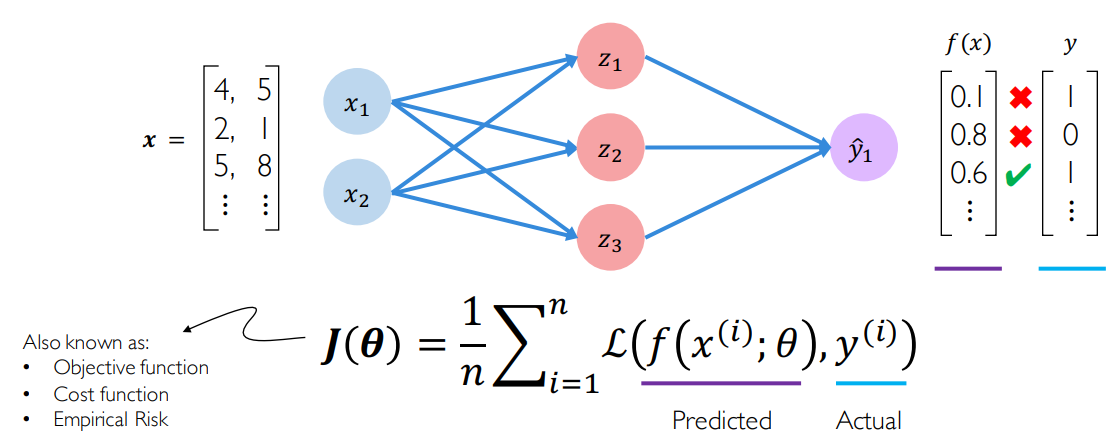 x = [4, 5
2, 1
5, 8
⋮ ⋮]
x₁
x₂
z₁
z₂
z₃
ŷ₁
f(x) y
0.1 ✖ 1
0.8 ✖ 0
0.6 ✔ 1
⋮ ⋮
J(θ) = 1/n ∑ᵢ₌₁ⁿ ℒ(f(x⁽ⁱ⁾; θ), y⁽ⁱ⁾)
Predicted Actual
Also known as:
• Objective function
• Cost function
• Empirical Risk